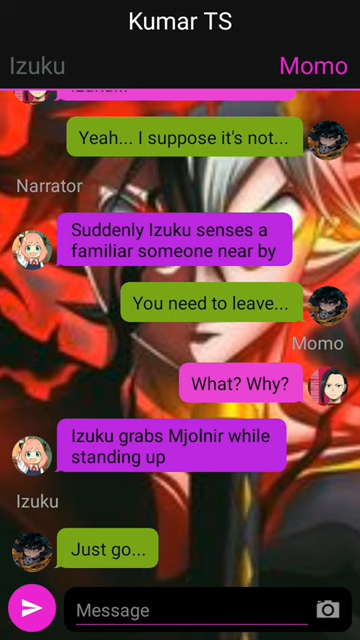 Kumar TS
Izuku Momo
Yeah... I suppose it's not...
Narrator
Suddenly Izuku senses a
familiar someone near by
You need to leave...
Momo
What? Why?
Izuku grabs Mjolnir while
standing up
Izuku
Just go...
Message